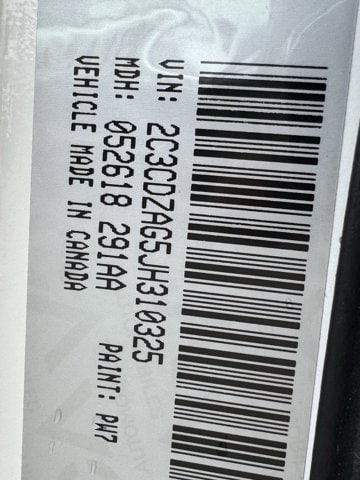 VIN: 2C3CDZAG5JH310325
MDH: 052618 291AA PAINT: PW7
VEHICLE MADE IN CANADA